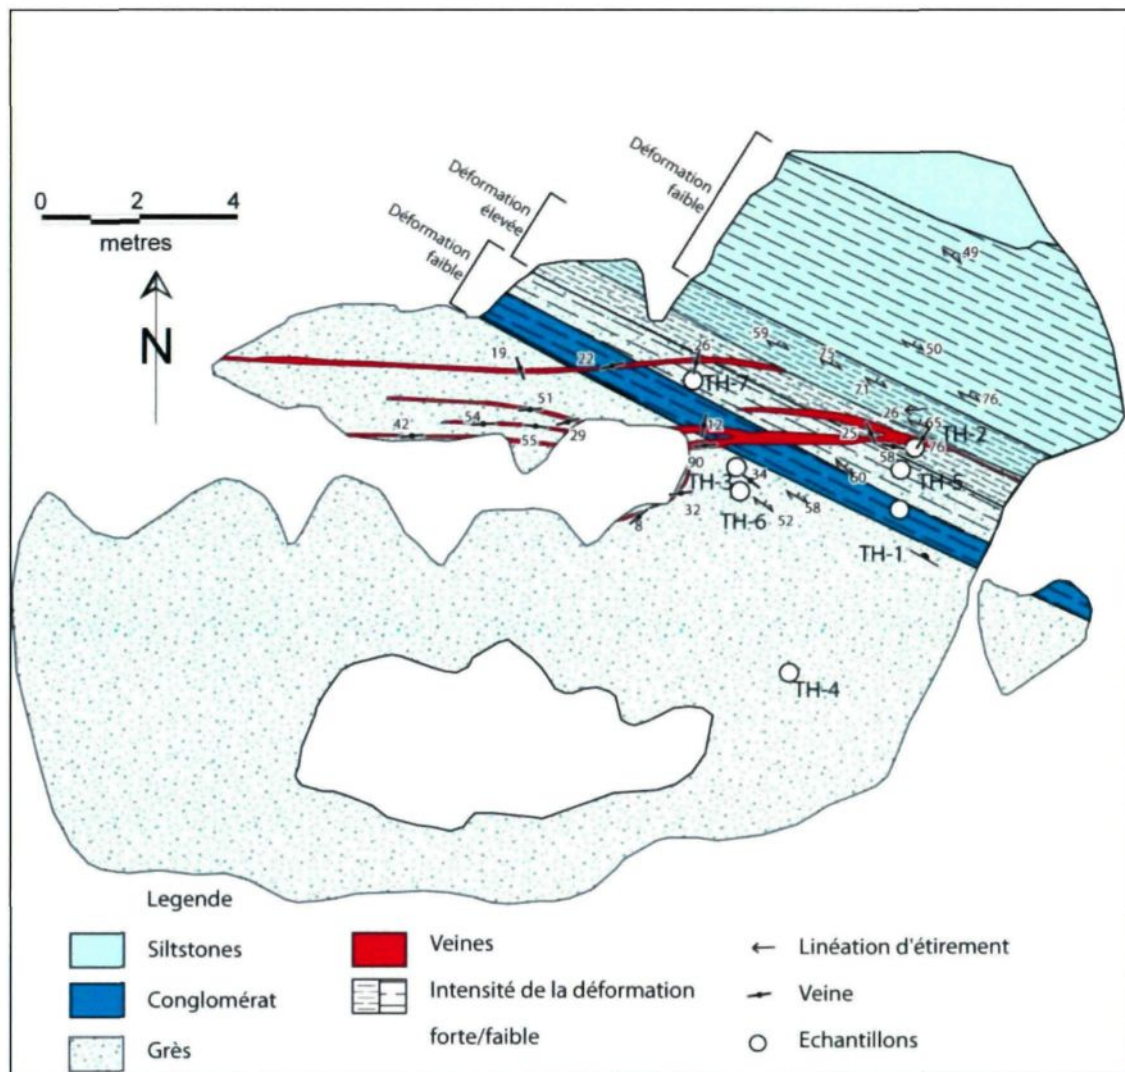 Déformation
faible
Déformation
élevée
Déformation
faible
0 2 4
metres
N
49
50
59
75
71
76
26
TH-7
19
22
51
54
42
55
29
12
26
65
TH-2
76
25
58
90
TH-3
34
60
TH-5
32
58
8
TH-6
52
TH-1
TH-4
Legende
Siltstones
Conglomérat
Grès
Veines
Intensité de la déformation
forte/faible
Linéation d'étirement
Veine
Echantillons